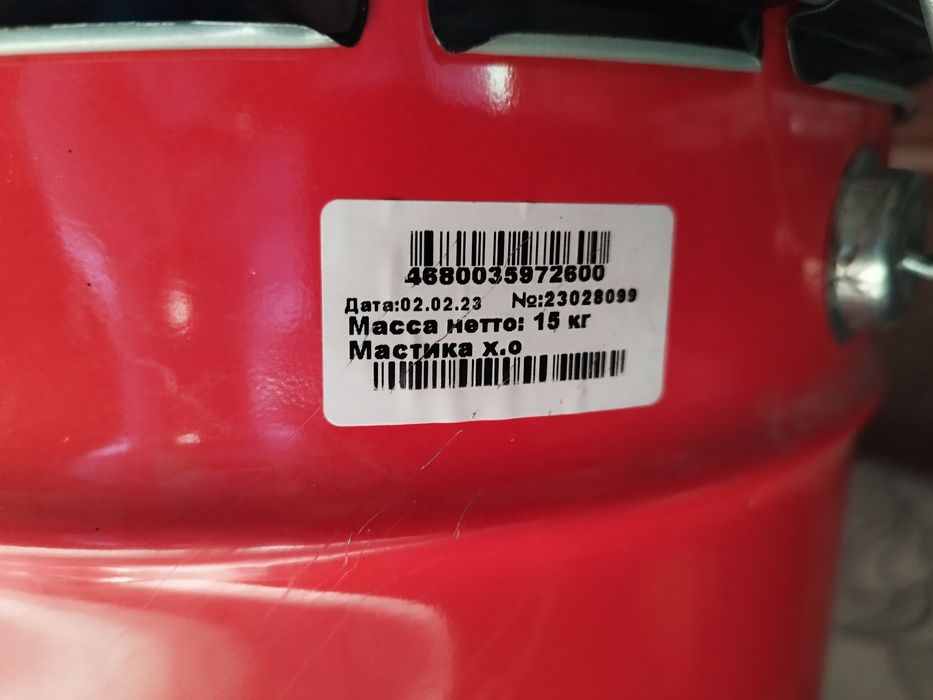 4680035972600
Дата:02.02.23 №:23028099
Масса нетто: 15 кг
Мастика х.о